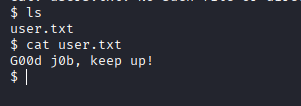 $ ls
user.txt
$ cat user.txt
G00d j0b, keep up!
$